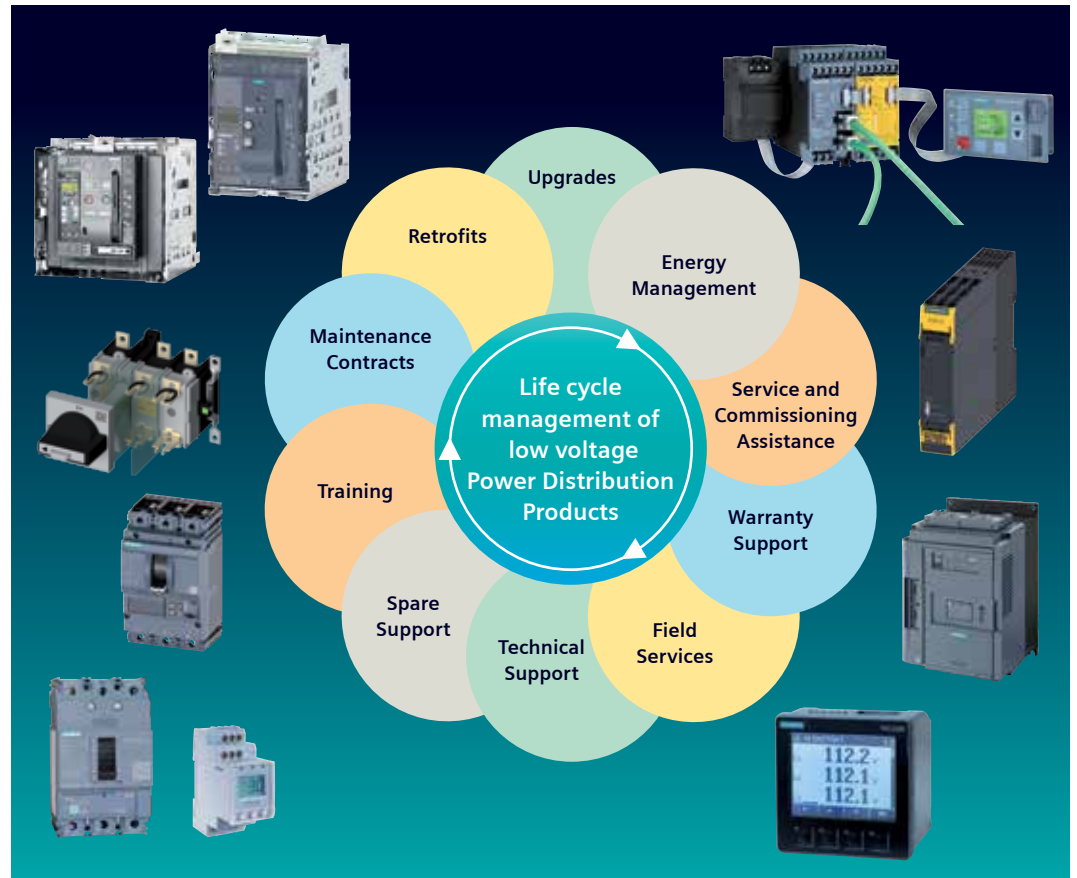 Upgrades
Retrofits
Energy
Management
Maintenance
Contracts
Life cycle
management of
low voltage
Power Distribution
Products
Service and
Commissioning
Assistance
Training
Warranty
Support
Spare
Support
Field
Services
Technical
Support
SIEMENS
112.2
112.1
112.1